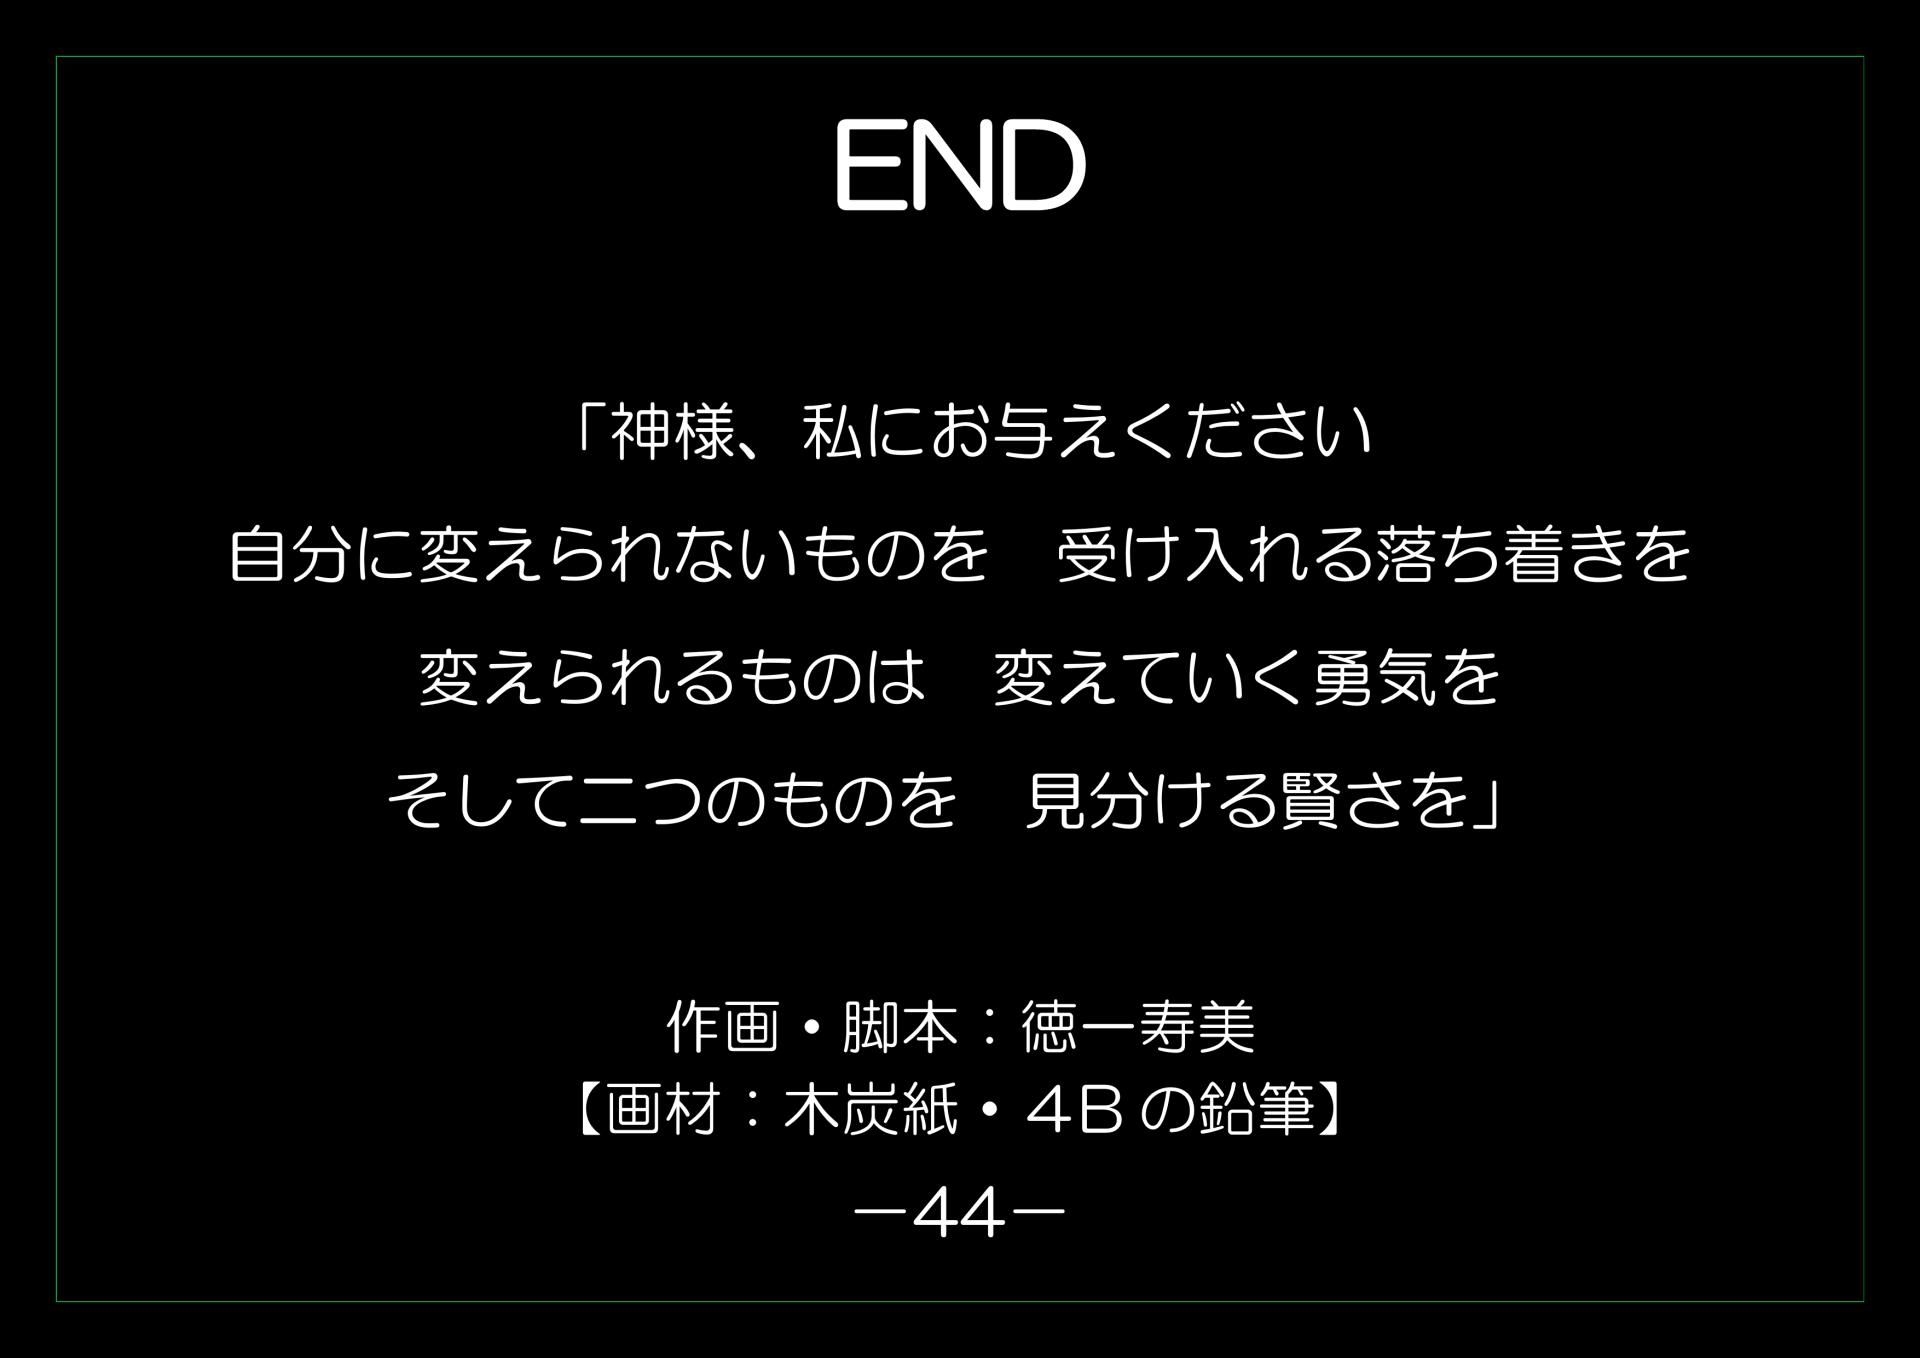 END
「神様、私にお与えください
自分に変えられないものを　受け入れる落ち着きを
変えられるものは　変えていく勇気を
そして二つのものを　見分ける賢さを」
作画・脚本：徳一寿美
【画材：木炭紙・４Ｂの鉛筆】
－44－